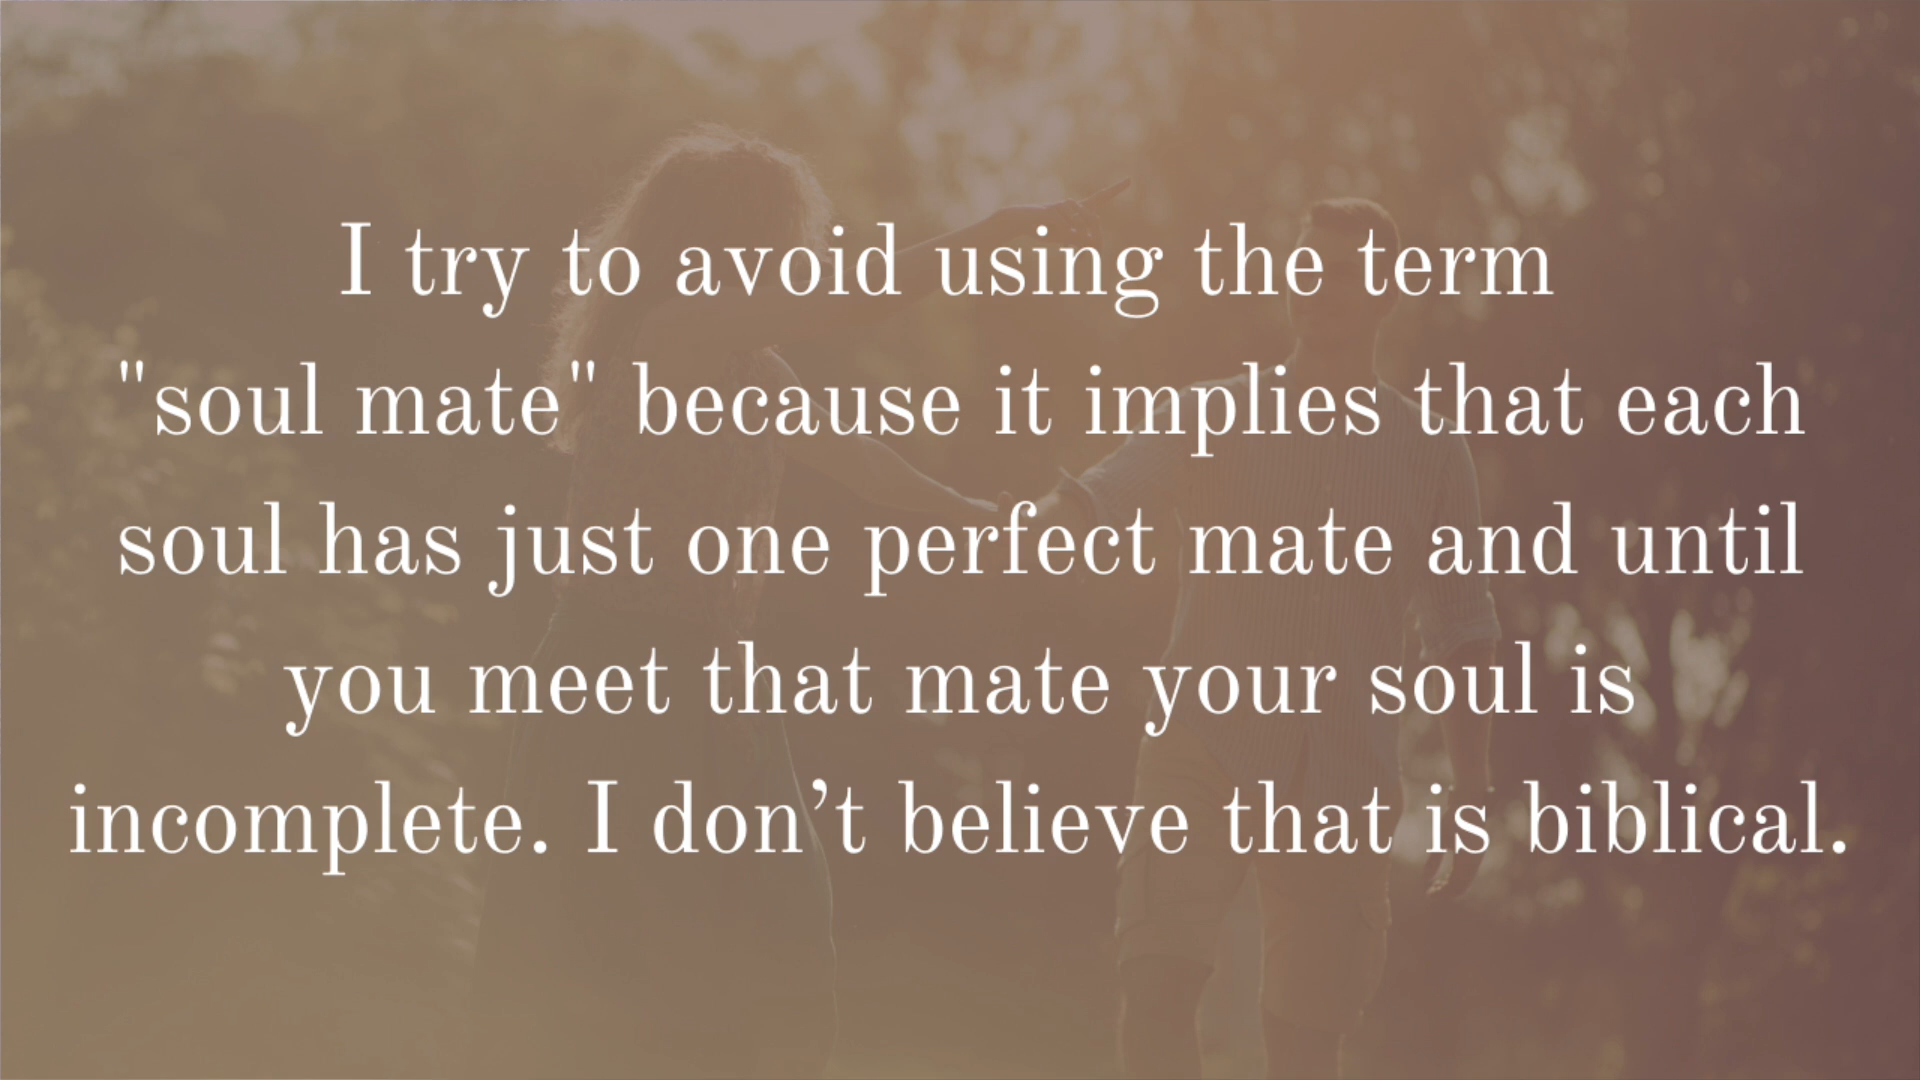 I try to avoid using the term
"soul mate" because it implies that each
soul has just one perfect mate and until
you meet that mate your soul is
incomplete. I don’t believe that is biblical.